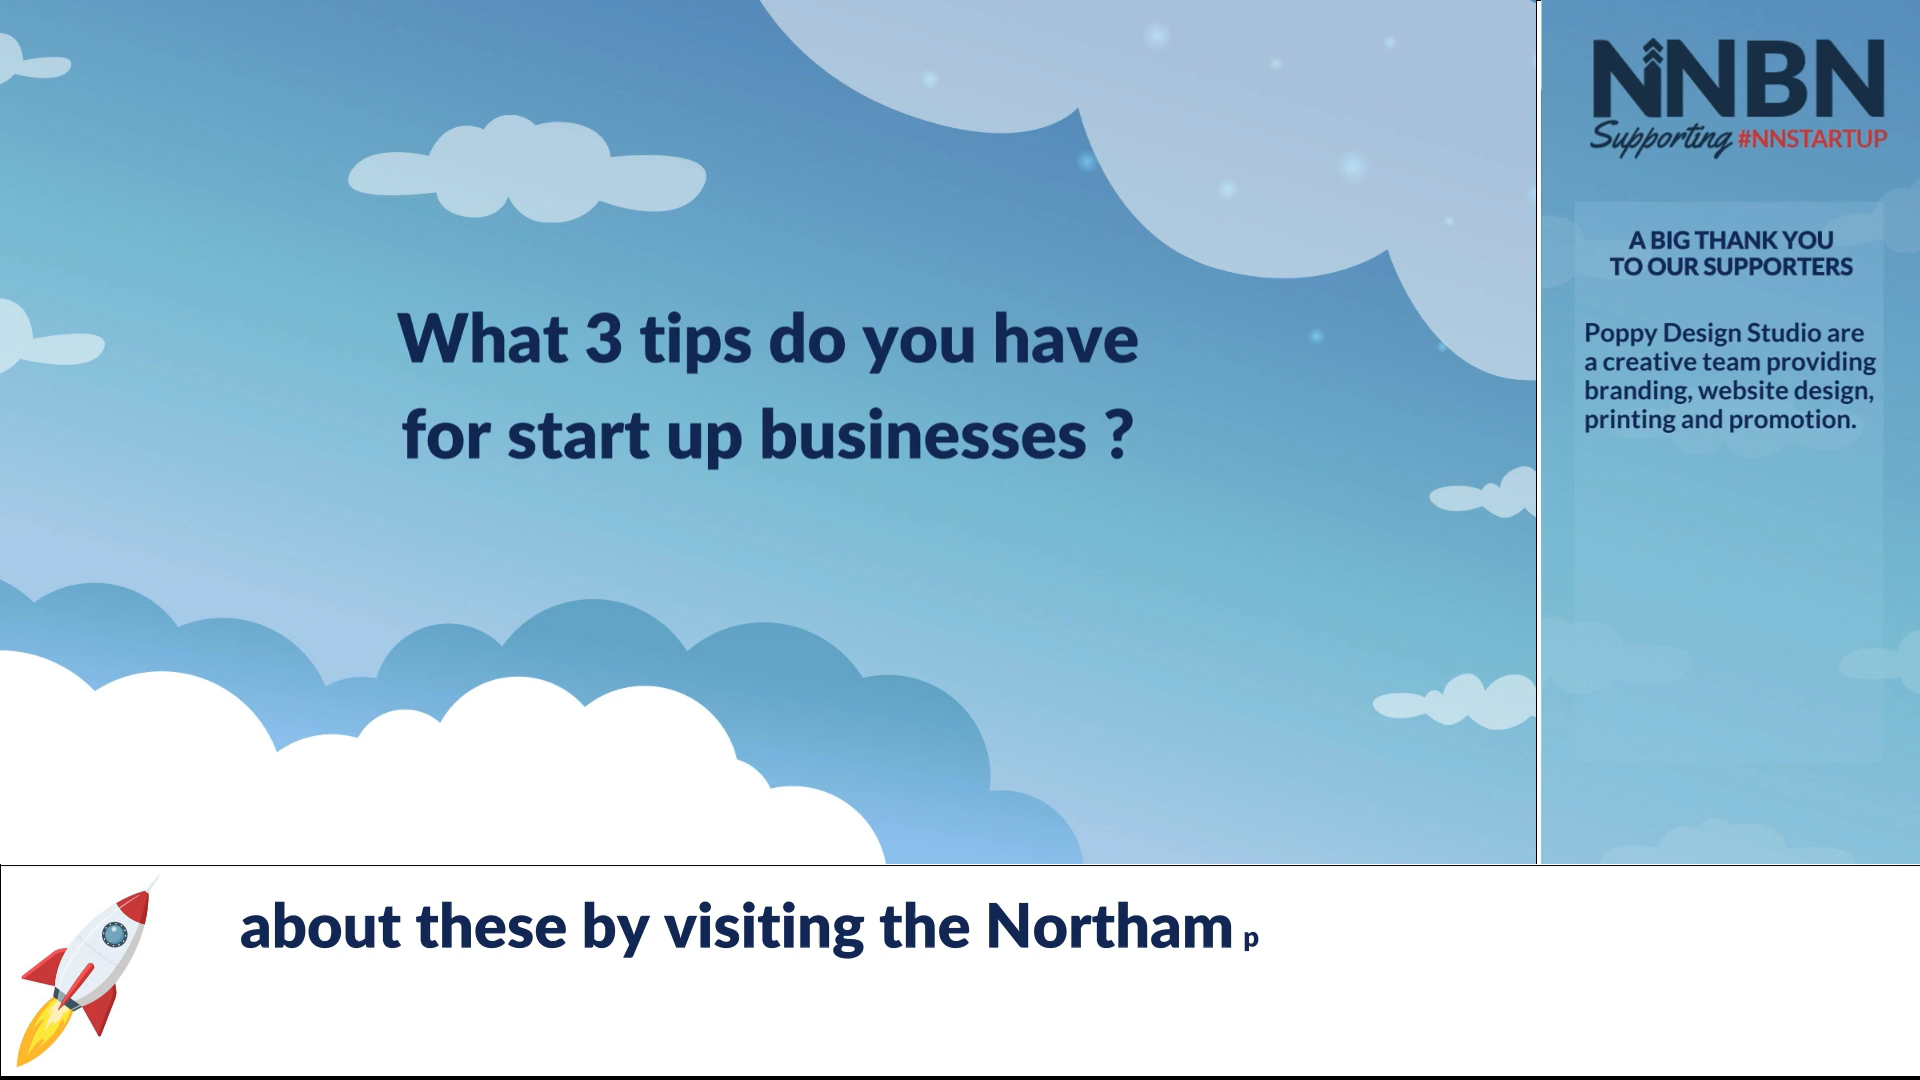 What 3 tips do you have
for start up businesses ?
NNBN
Supporting #NNSTARTUP
A BIG THANK YOU
TO OUR SUPPORTERS
Poppy Design Studio are
a creative team providing
branding, website design,
printing and promotion.
about these by visiting the Northam p